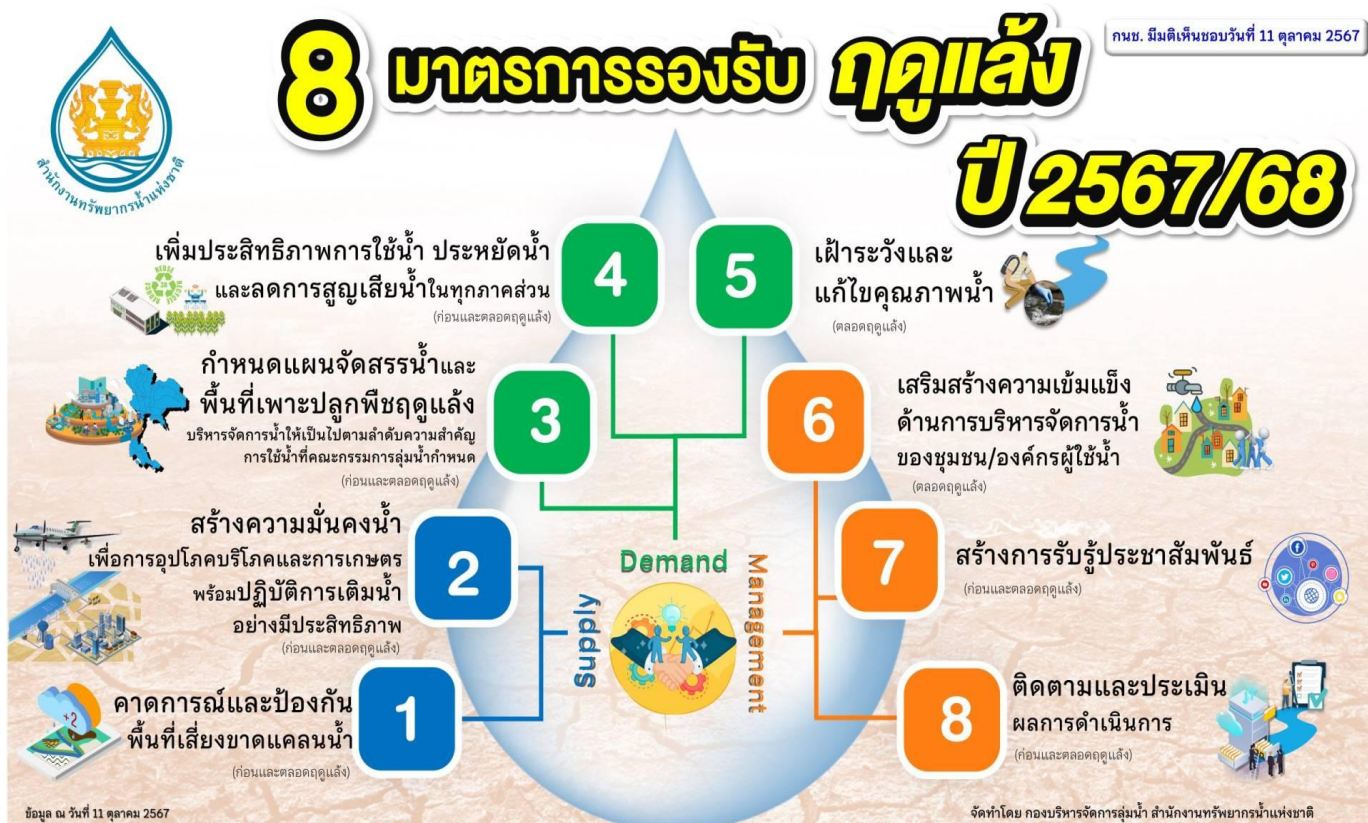 กนช. มีมติเห็นชอบวันที่ 11 ตุลาคม 2567
8 มาตรการรองรับ ฤดูแล้ง
ปี 2567/68
สำนักงานทรัพยากรน้ำแห่งชาติ
4
เพิ่มประสิทธิภาพการใช้น้ำ ประหยัดน้ำ
และลดการสูญเสียน้ำในทุกภาคส่วน
(ก่อนและตลอดฤดูแล้ง)
5
เฝ้าระวังและ
แก้ไขคุณภาพน้ำ
(ตลอดฤดูแล้ง)
3
กำหนดแผนจัดสรรน้ำและ
พื้นที่เพาะปลูกพืชฤดูแล้ง
บริหารจัดการน้ำให้เป็นไปตามลำดับความสำคัญ
การใช้น้ำที่คณะกรรมการลุ่มน้ำกำหนด
(ก่อนและตลอดฤดูแล้ง)
6
เสริมสร้างความเข้มแข็ง
ด้านการบริหารจัดการน้ำ
ของชุมชน/องค์กรผู้ใช้น้ำ
(ตลอดฤดูแล้ง)
2
สร้างความมั่นคงน้ำ
เพื่อการอุปโภคบริโภคและการเกษตร
พร้อมปฏิบัติการเติมน้ำ
อย่างมีประสิทธิภาพ
(ก่อนและตลอดฤดูแล้ง)
Demand
Supply
Management
7
สร้างการรับรู้ประชาสัมพันธ์
(ก่อนและตลอดฤดูแล้ง)
1
คาดการณ์และป้องกัน
พื้นที่เสี่ยงขาดแคลนน้ำ
(ก่อนและตลอดฤดูแล้ง)
×2
8
ติดตามและประเมิน
ผลการดำเนินการ
(ก่อนและตลอดฤดูแล้ง)
ข้อมูล ณ วันที่ 11 ตุลาคม 2567
จัดทำโดย กองบริหารจัดการลุ่มน้ำ สำนักงานทรัพยากรน้ำแห่งชาติ